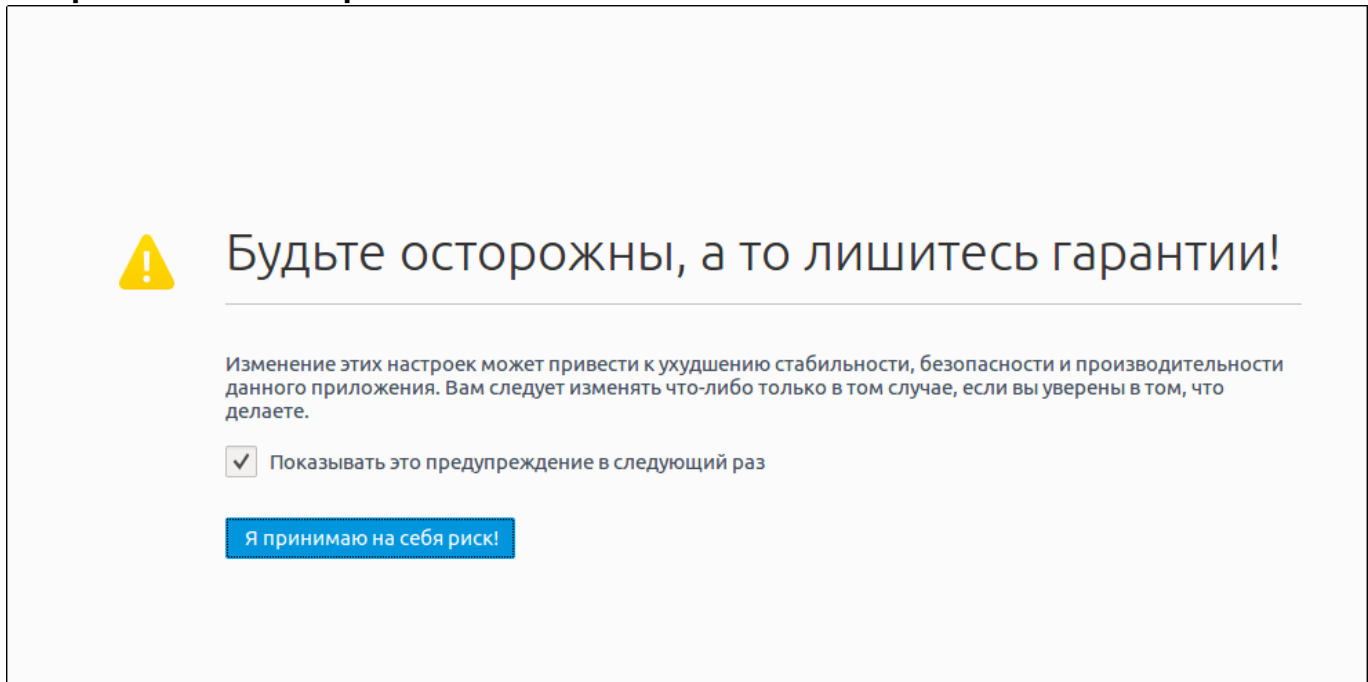 Будьте осторожны, а то лишитесь гарантии!
Изменение этих настроек может привести к ухудшению стабильности, безопасности и производительности
данного приложения. Вам следует изменять что-либо только в том случае, если вы уверены в том, что
делаете.
Показывать это предупреждение в следующий раз
Я принимаю на себя риск!